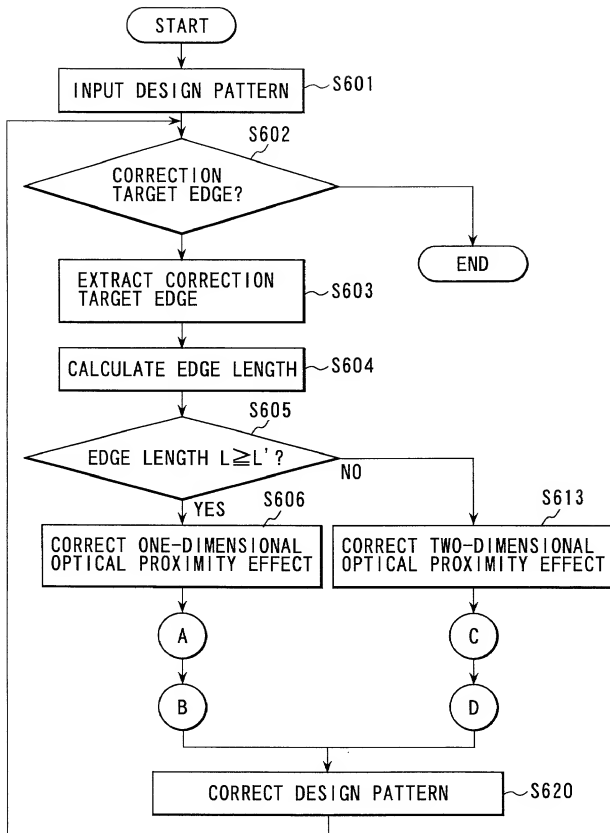 START
INPUT DESIGN PATTERN
S601
S602
CORRECTION
TARGET EDGE?
END
EXTRACT CORRECTION
TARGET EDGE
S603
CALCULATE EDGE LENGTH
S604
S605
EDGE LENGTH L≧L'?
NO
YES
S606
S613
CORRECT ONE-DIMENSIONAL
OPTICAL PROXIMITY EFFECT
CORRECT TWO-DIMENSIONAL
OPTICAL PROXIMITY EFFECT
A
C
B
D
CORRECT DESIGN PATTERN
S620